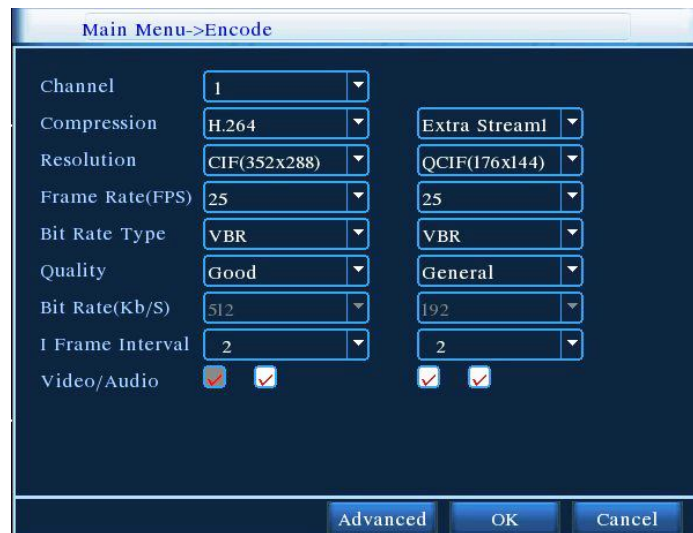 Main Menu->Encode
Channel 1
Compression H.264 Extra Stream1
Resolution CIF(352x288) QCIF(176x144)
Frame Rate(FPS) 25 25
Bit Rate Type VBR VBR
Quality Good General
Bit Rate(Kb/S) 512 192
I Frame Interval 2 2
Video/Audio
Advanced OK Cancel